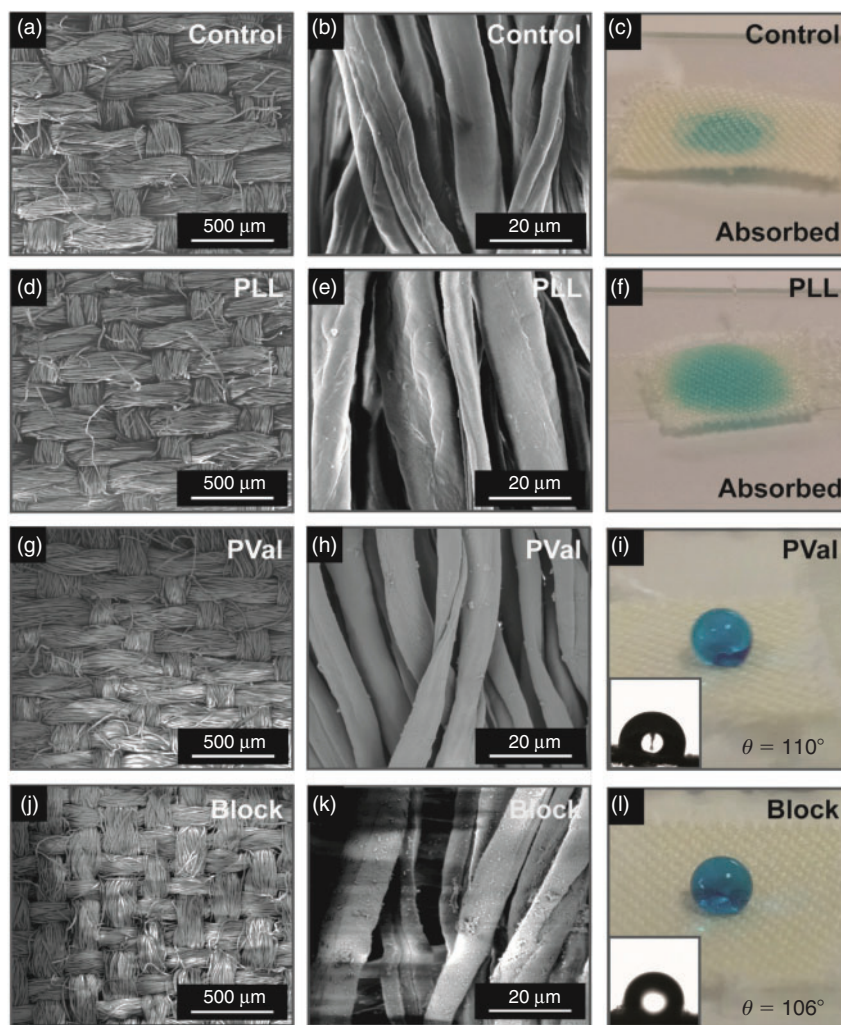 (a)
Control
500 µm
(b)
Control
20 µm
(c)
Control
Absorbed
(d)
PLL
500 µm
(e)
PLL
20 µm
(f)
PLL
Absorbed
(g)
PVal
500 µm
(h)
PVal
20 µm
(i)
PVal
θ = 110°
(j)
Block
500 µm
(k)
Block
20 µm
(l)
Block
θ = 106°